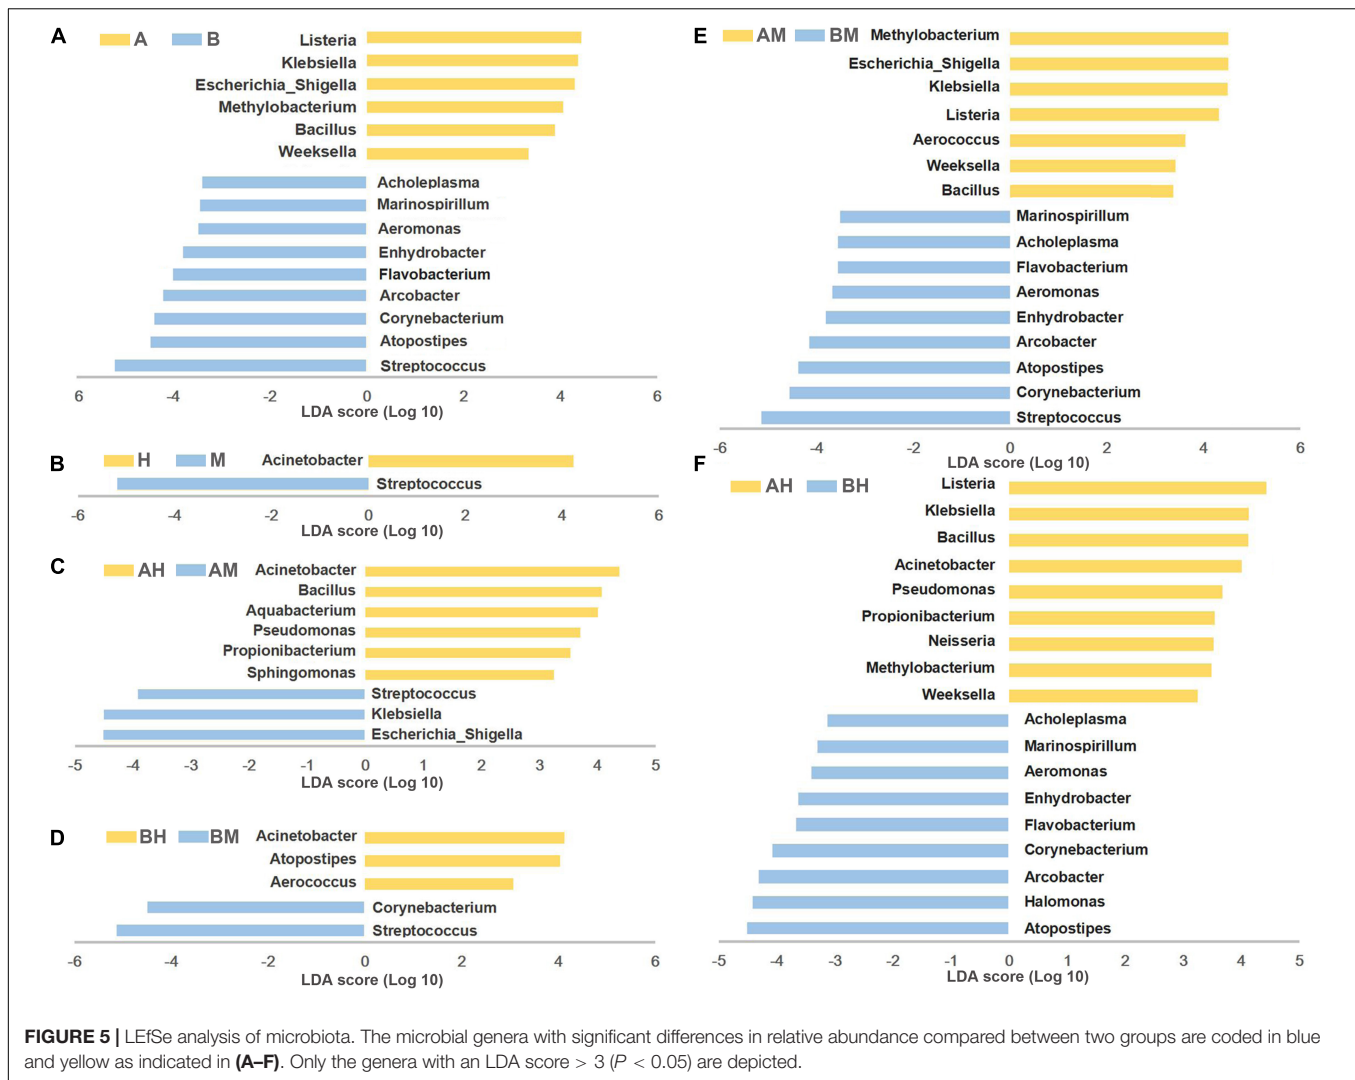 A
A B
Listeria
Klebsiella
Escherichia_Shigella
Methylobacterium
Bacillus
Weeksella
Acholeplasma
Marinospirillum
Aeromonas
Enhydrobacter
Flavobacterium
Arcobacter
Corynebacterium
Atopostipes
Streptococcus
6 -4 -2 0 2 4 6
LDA score (Log 10)
B
H M
Acinetobacter
Streptococcus
-6 -4 -2 0 2 4 6
LDA score (Log 10)
C
AH AM
Acinetobacter
Bacillus
Aquabacterium
Pseudomonas
Propionibacterium
Sphingomonas
Streptococcus
Klebsiella
Escherichia_Shigella
-5 -4 -3 -2 -1 0 1 2 3 4 5
LDA score (Log 10)
D
BH BM
Acinetobacter
Atopostipes
Aerococcus
Corynebacterium
Streptococcus
-6 -4 -2 0 2 4 6
LDA score (Log 10)
E
AM BM
Methylobacterium
Escherichia_Shigella
Klebsiella
Listeria
Aerococcus
Weeksella
Bacillus
Marinospirillum
Acholeplasma
Flavobacterium
Aeromonas
Enhydrobacter
Arcobacter
Atopostipes
Corynebacterium
Streptococcus
-6 -4 -2 0 2 4 6
LDA score (Log 10)
F
AH BH
Listeria
Klebsiella
Bacillus
Acinetobacter
Pseudomonas
Propionibacterium
Neisseria
Methylobacterium
Weeksella
Acholeplasma
Marinospirillum
Aeromonas
Enhydrobacter
Flavobacterium
Corynebacterium
Arcobacter
Halomonas
Atopostipes
-5 -4 -3 -2 -1 0 1 2 3 4 5
LDA score (Log 10)
FIGURE 5 | LEfSe analysis of microbiota. The microbial genera with significant differences in relative abundance compared between two groups are coded in blue
and yellow as indicated in (A–F). Only the genera with an LDA score > 3 (P < 0.05) are depicted.